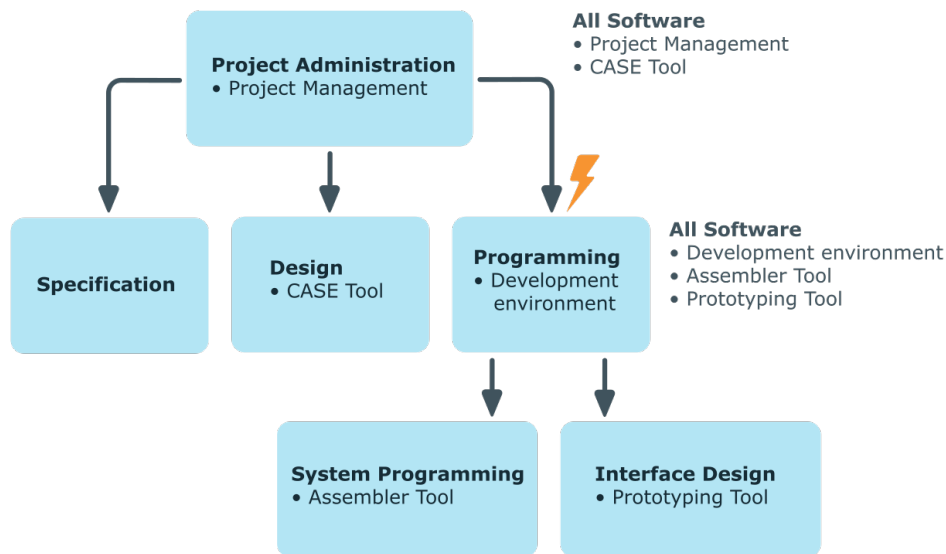 All Software
• Project Management
• CASE Tool
Project Administration
• Project Management
Specification
Design
• CASE Tool
Programming
• Development
environment
All Software
• Development environment
• Assembler Tool
• Prototyping Tool
System Programming
• Assembler Tool
Interface Design
• Prototyping Tool